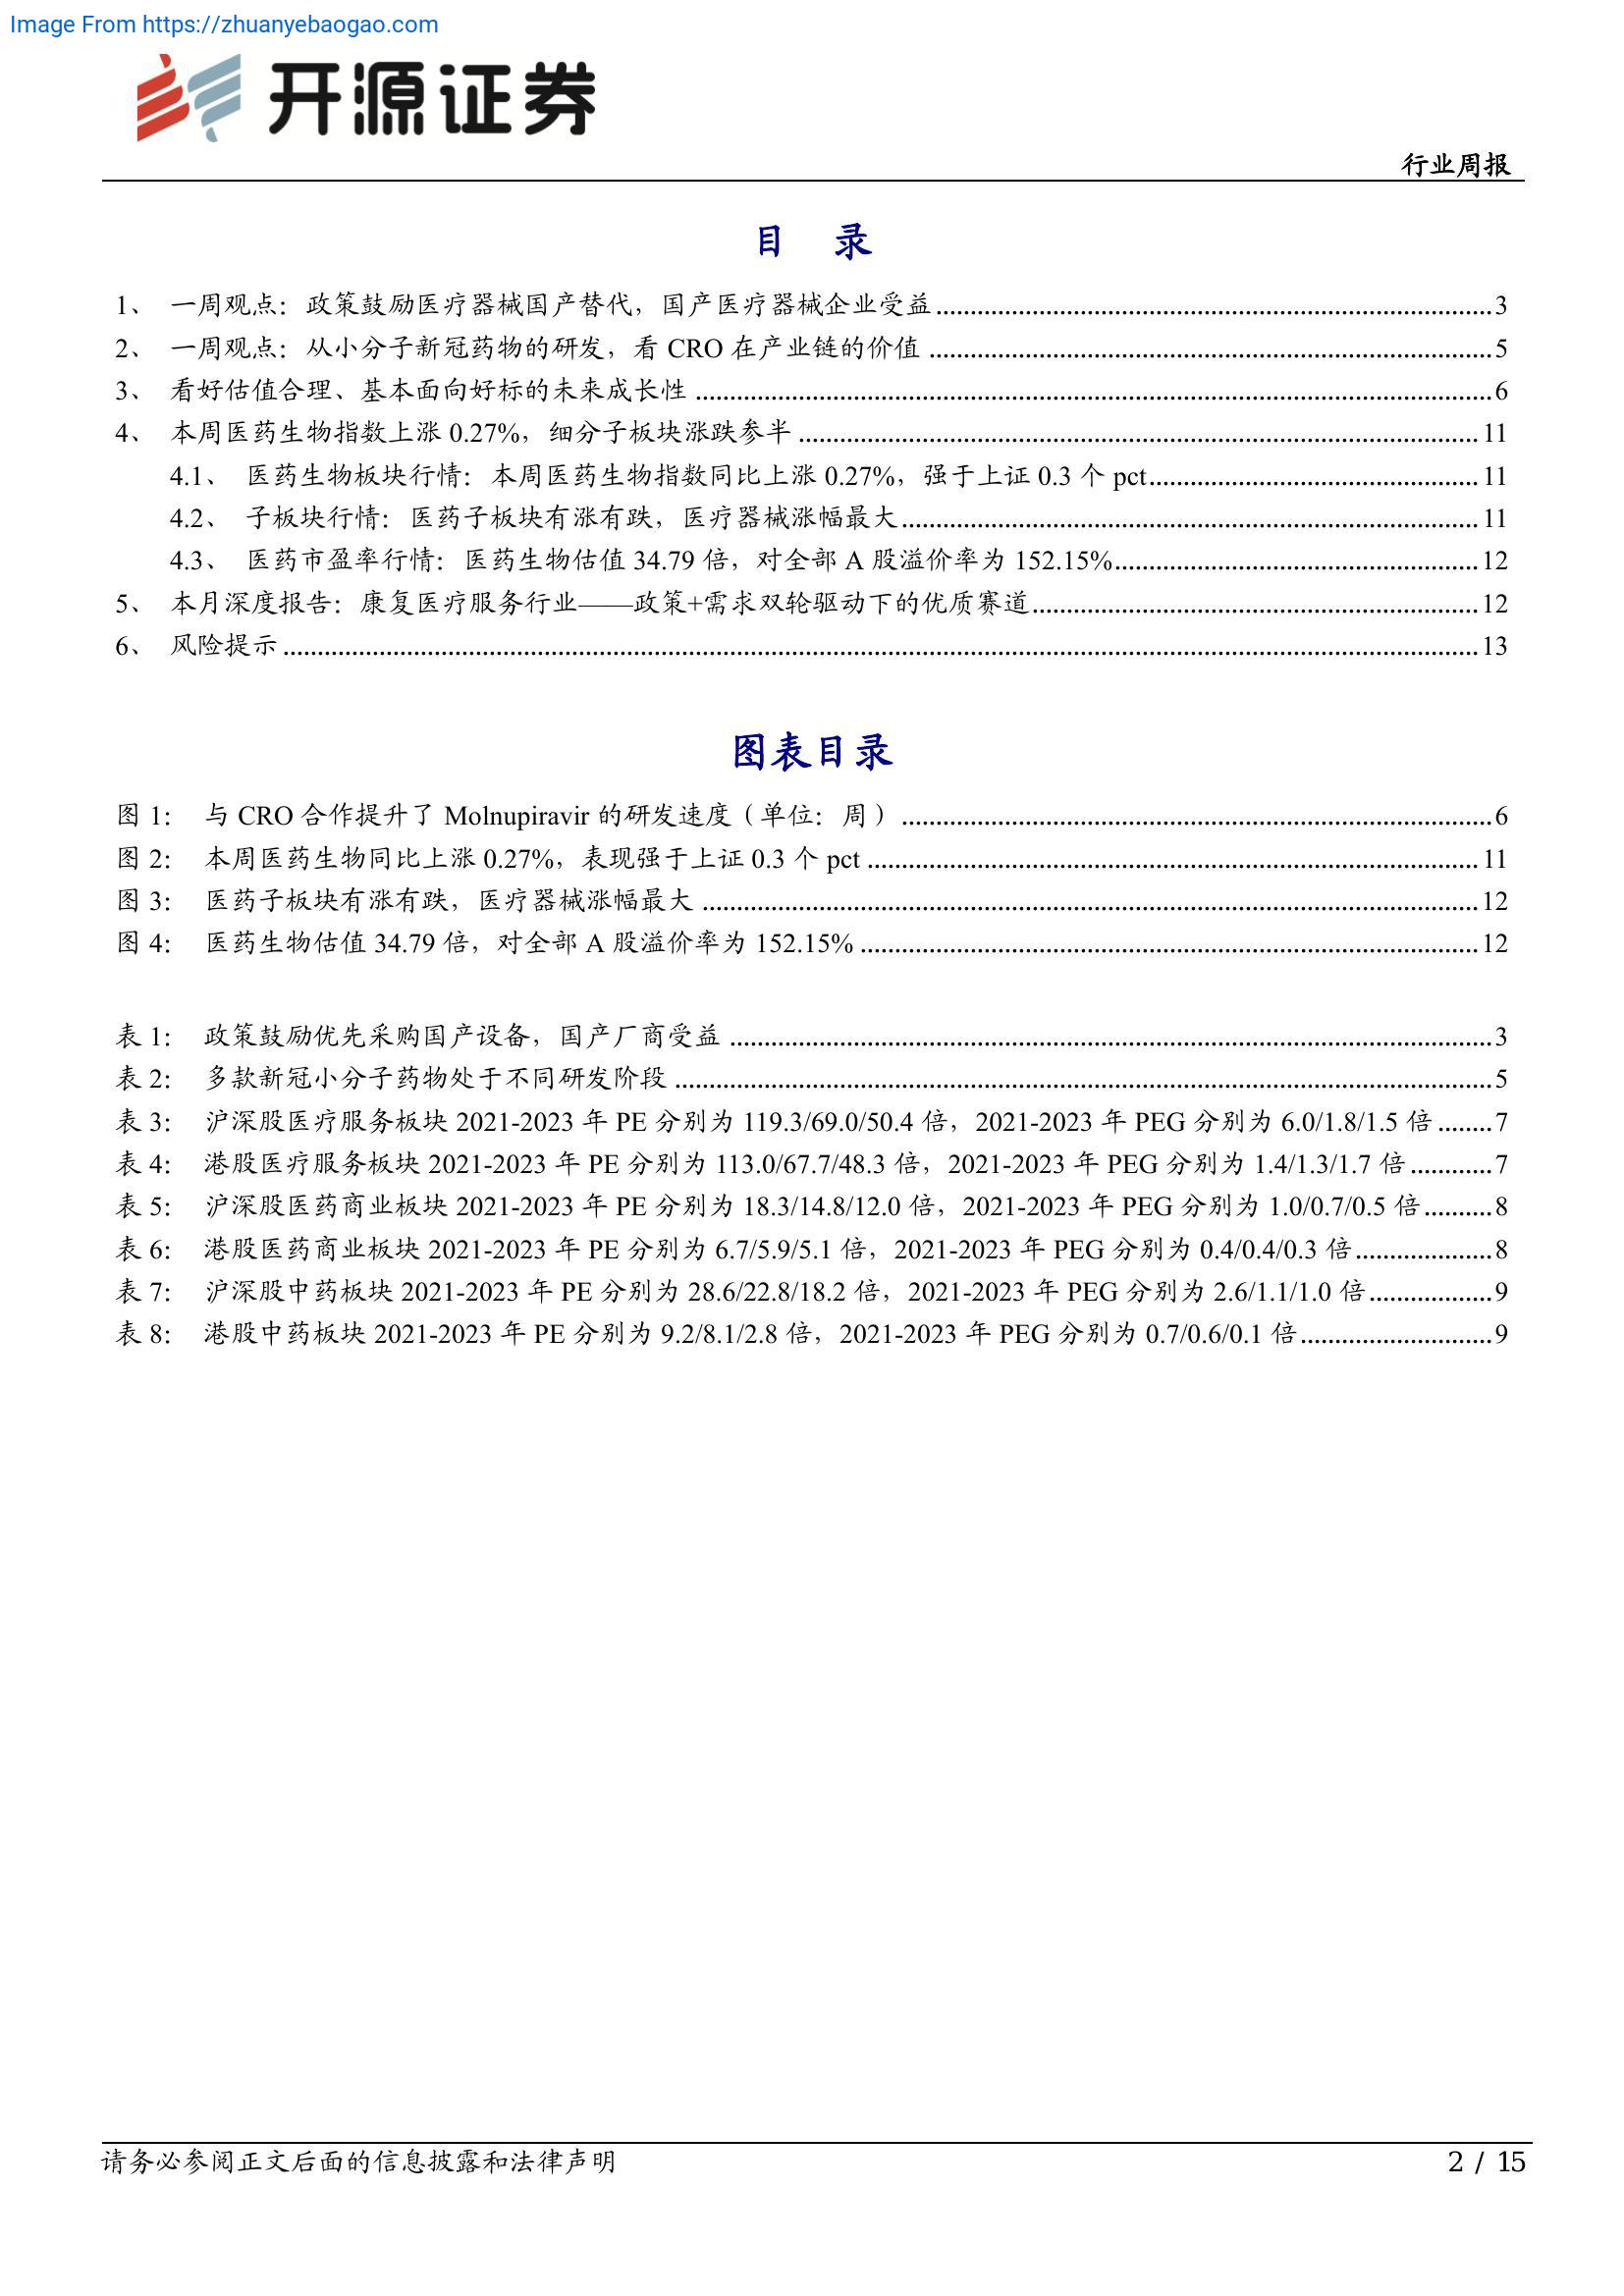 Image From https://zhuanyebaogao.com
开源证券
行业周报
目 录
1、 一周观点：政策鼓励医疗器械国产替代，国产医疗器械企业受益 3
2、 一周观点：从小分子新冠药物的研发，看 CRO 在产业链的价值 5
3、 看好估值合理、基本面向好标的未来成长性 6
4、 本周医药生物指数上涨 0.27%，细分子板块涨跌参半 11
4.1、 医药生物板块行情：本周医药生物指数同比上涨 0.27%，强于上证 0.3 个 pct 11
4.2、 子板块行情：医药子板块有涨有跌，医疗器械涨幅最大 11
4.3、 医药市盈率行情：医药生物估值 34.79 倍，对全部 A 股溢价率为 152.15% 12
5、 本月深度报告：康复医疗服务行业——政策+需求双轮驱动下的优质赛道 12
6、 风险提示 13
图表目录
图 1： 与 CRO 合作提升了 Molnupiravir 的研发速度（单位：周） 6
图 2： 本周医药生物同比上涨 0.27%，表现强于上证 0.3 个 pct 11
图 3： 医药子板块有涨有跌，医疗器械涨幅最大 12
图 4： 医药生物估值 34.79 倍，对全部 A 股溢价率为 152.15% 12
表 1： 政策鼓励优先采购国产设备，国产厂商受益 3
表 2： 多款新冠小分子药物处于不同研发阶段 5
表 3： 沪深股医疗服务板块 2021-2023 年 PE 分别为 119.3/69.0/50.4 倍，2021-2023 年 PEG 分别为 6.0/1.8/1.5 倍 7
表 4： 港股医疗服务板块 2021-2023 年 PE 分别为 113.0/67.7/48.3 倍，2021-2023 年 PEG 分别为 1.4/1.3/1.7 倍 7
表 5： 沪深股医药商业板块 2021-2023 年 PE 分别为 18.3/14.8/12.0 倍，2021-2023 年 PEG 分别为 1.0/0.7/0.5 倍 8
表 6： 港股医药商业板块 2021-2023 年 PE 分别为 6.7/5.9/5.1 倍，2021-2023 年 PEG 分别为 0.4/0.4/0.3 倍 8
表 7： 沪深股中药板块 2021-2023 年 PE 分别为 28.6/22.8/18.2 倍，2021-2023 年 PEG 分别为 2.6/1.1/1.0 倍 9
表 8： 港股中药板块 2021-2023 年 PE 分别为 9.2/8.1/2.8 倍，2021-2023 年 PEG 分别为 0.7/0.6/0.1 倍 9
请务必参阅正文后面的信息披露和法律声明
2 / 15